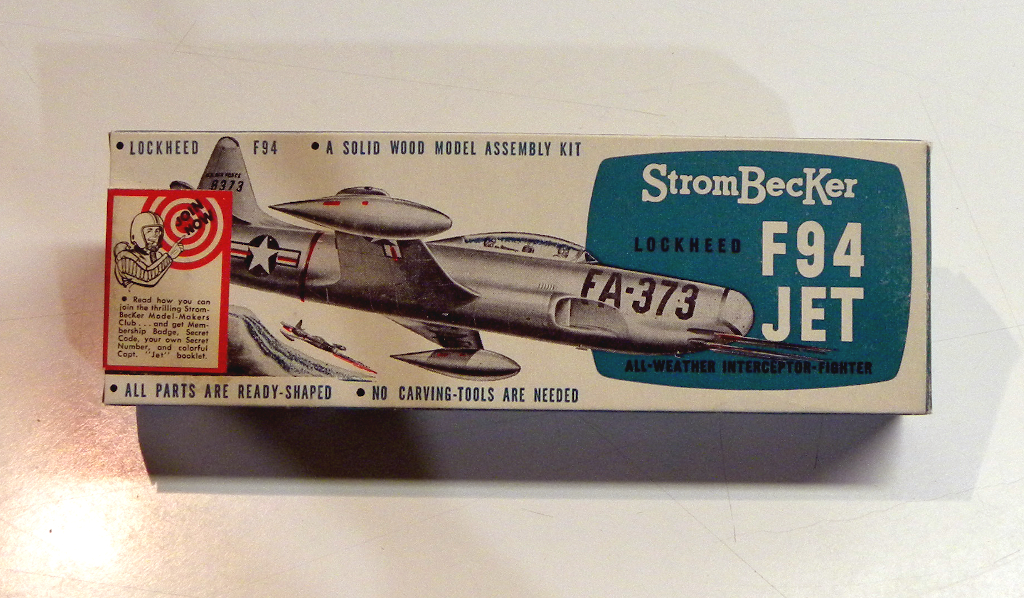 • LOCKHEED F94 • A SOLID WOOD MODEL ASSEMBLY KIT
U.S. AIR FORCE
8373
JOIN
NOW
• Read how you can
join the thrilling Strom-
BecKer Model-Makers
Club...and get Mem-
bership Badge, Secret
Code, your own Secret
Number, and colorful
Capt. "Jet" booklet.
FA-373
STROMBECKER
LOCKHEED
F94
JET
ALL-WEATHER INTERCEPTOR-FIGHTER
• ALL PARTS ARE READY-SHAPED • NO CARVING-TOOLS ARE NEEDED